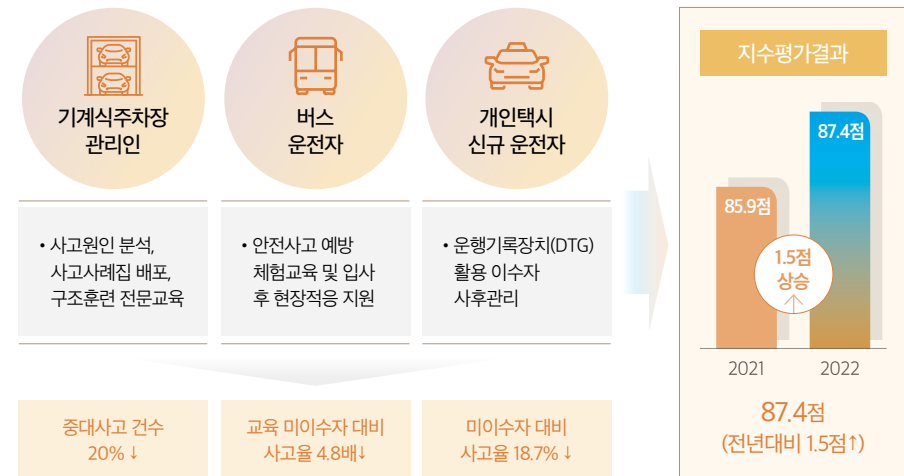 기계식주차장
관리인
버스
운전자
개인택시
신규 운전자
• 사고원인 분석,
사고사례집 배포,
구조훈련 전문교육
• 안전사고 예방
체험교육 및 입사
후 현장적응 지원
• 운행기록장치(DTG)
활용 이수자
사후관리
중대사고 건수
20% ↓
교육 미이수자 대비
사고율 4.8배↓
미이수자 대비
사고율 18.7% ↓
지수평가결과
87.4점
85.9점
1.5점
상승
2021
2022
87.4점
(전년대비 1.5점↑)